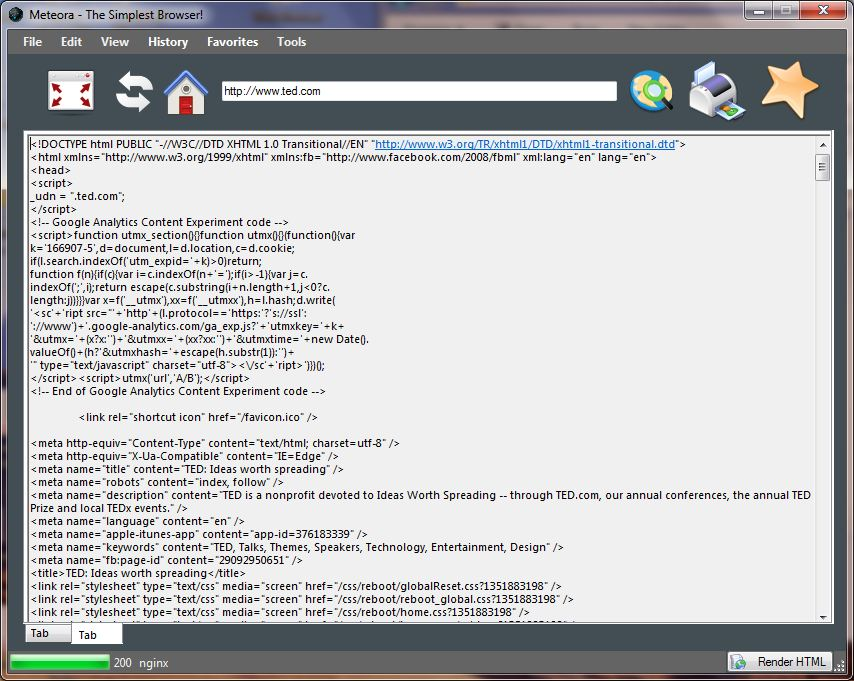 Meteora - The Simplest Browser!
File Edit View History Favorites Tools
http://www.ted.com
<!DOCTYPE html PUBLIC "-//W3C//DTD XHTML 1.0 Transitional//EN" "http://www.w3.org/TR/xhtml1/DTD/xhtml1-transitional.dtd">
<html xmlns="http://www.w3.org/1999/xhtml" xmlns:fb="http://www.facebook.com/2008/fbml" xml:lang="en" lang="en">
<head>
<script>
_udn = ".ted.com";
</script>
<!-- Google Analytics Content Experiment code -->
<script>function utmx_section(){}function utmx(){}(function(){var
k='166907-5',d=document,l=d.location,c=d.cookie;
if(l.search.indexOf('utm_expid='+k)>0)return;
function f(n){if(c){var i=c.indexOf(n+'=');if(i>-1){var j=c.
indexOf(';',i);return escape(c.substring(i+n.length+1,j<0?c.
length:j))}}}var x=f('__utmx'),xx=f('__utmxx'),h=l.hash;d.write(
'<sc'+'ript src="'+'http'+(l.protocol=='https:'?'s://ssl':
'://www')+'.google-analytics.com/ga_exp.js?'+'utmxkey='+k+
'&utmx='+(x?x:'')+'&utmxx='+(xx?xx:'')+'&utmxtime='+new Date().
valueOf()+(h?'&utmxhash='+escape(h.substr(1)):'')+
'" type="text/javascript" charset="utf-8"><\/sc'+'ript>')})();
</script><script>utmx('url','A/B');</script>
<!-- End of Google Analytics Content Experiment code -->
<link rel="shortcut icon" href="/favicon.ico" />
<meta http-equiv="Content-Type" content="text/html; charset=utf-8" />
<meta http-equiv="X-Ua-Compatible" content="IE=Edge" />
<meta name="title" content="TED: Ideas worth spreading" />
<meta name="robots" content="index, follow" />
<meta name="description" content="TED is a nonprofit devoted to Ideas Worth Spreading -- through TED.com, our annual conferences, the annual TED
Prize and local TEDx events." />
<meta name="language" content="en" />
<meta name="apple-itunes-app" content="app-id=376183339" />
<meta name="keywords" content="TED, Talks, Themes, Speakers, Technology, Entertainment, Design" />
<meta name="fb:page-id" content="29092950651" />
<title>TED: Ideas worth spreading</title>
<link rel="stylesheet" type="text/css" media="screen" href="/css/reboot/globalReset.css?1351883198" />
<link rel="stylesheet" type="text/css" media="screen" href="/css/reboot/reboot_global.css?1351883198" />
<link rel="stylesheet" type="text/css" media="screen" href="/css/reboot/home.css?1351883198" />
Tab Tab
200 nginx Render HTML